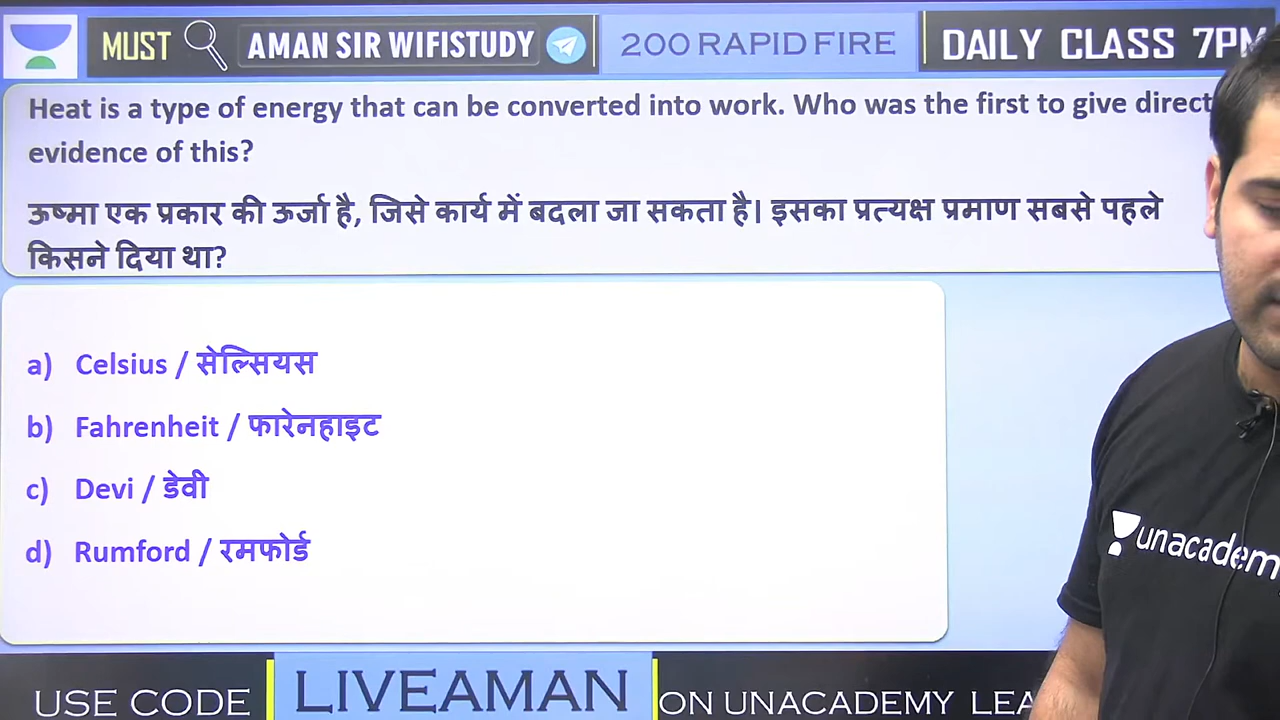 MUST AMAN SIR WIFISTUDY 200 RAPID FIRE DAILY CLASS 7PM
Heat is a type of energy that can be converted into work. Who was the first to give direct
evidence of this?
ऊष्मा एक प्रकार की ऊर्जा है, जिसे कार्य में बदला जा सकता है। इसका प्रत्यक्ष प्रमाण सबसे पहले
किसने दिया था?
a) Celsius / सेल्सियस
b) Fahrenheit / फारेनहाइट
c) Devi / डेवी
d) Rumford / रमफोर्ड
unacadem
USE CODE LIVEAMAN ON UNACADEMY LEA